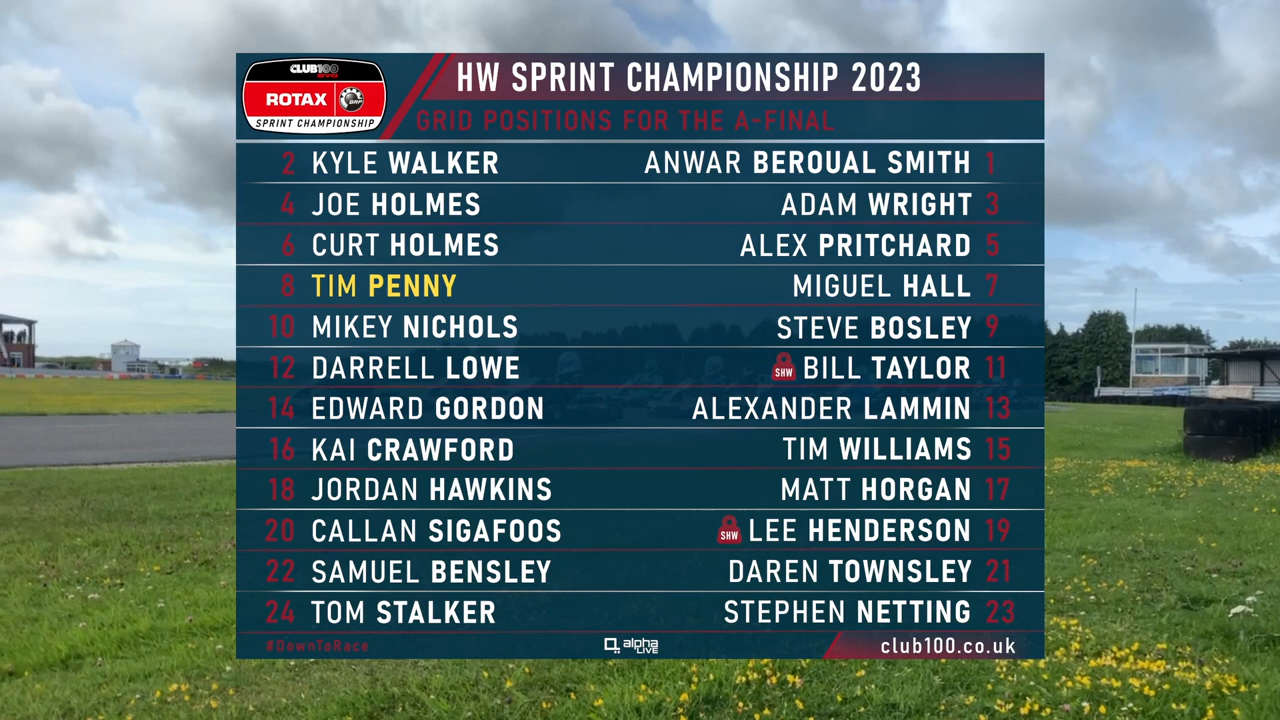 CLUB100
EVO
ROTAX
BRP
SPRINT CHAMPIONSHIP
HW SPRINT CHAMPIONSHIP 2023
GRID POSITIONS FOR THE A-FINAL
2 KYLE WALKER ANWAR BEROUAL SMITH 1
4 JOE HOLMES ADAM WRIGHT 3
6 CURT HOLMES ALEX PRITCHARD 5
8 TIM PENNY MIGUEL HALL 7
10 MIKEY NICHOLS STEVE BOSLEY 9
12 DARRELL LOWE SHW BILL TAYLOR 11
14 EDWARD GORDON ALEXANDER LAMMIN 13
16 KAI CRAWFORD TIM WILLIAMS 15
18 JORDAN HAWKINS MATT HORGAN 17
20 CALLAN SIGAFOOS SHW LEE HENDERSON 19
22 SAMUEL BENSLEY DAREN TOWNSLEY 21
24 TOM STALKER STEPHEN NETTING 23
#DownToRace alpha LIVE club100.co.uk